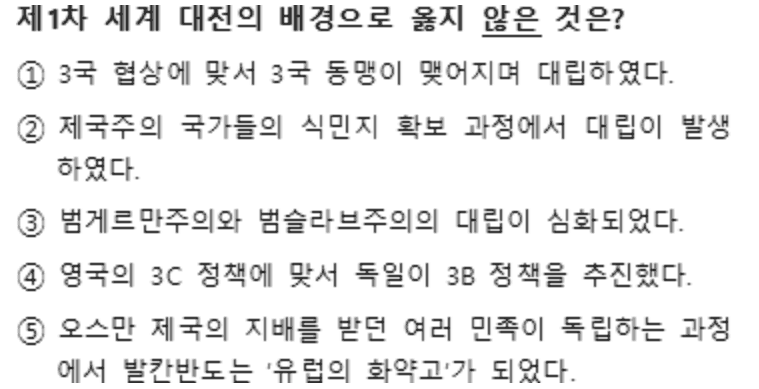 제1차 세계 대전의 배경으로 옳지 않은 것은?
① 3국 협상에 맞서 3국 동맹이 맺어지며 대립하였다.
② 제국주의 국가들의 식민지 확보 과정에서 대립이 발생
하였다.
③ 범게르만주의와 범슬라브주의의 대립이 심화되었다.
④ 영국의 3C 정책에 맞서 독일이 3B 정책을 추진했다.
⑤ 오스만 제국의 지배를 받던 여러 민족이 독립하는 과정
에서 발칸반도는 '유럽의 화약고'가 되었다.